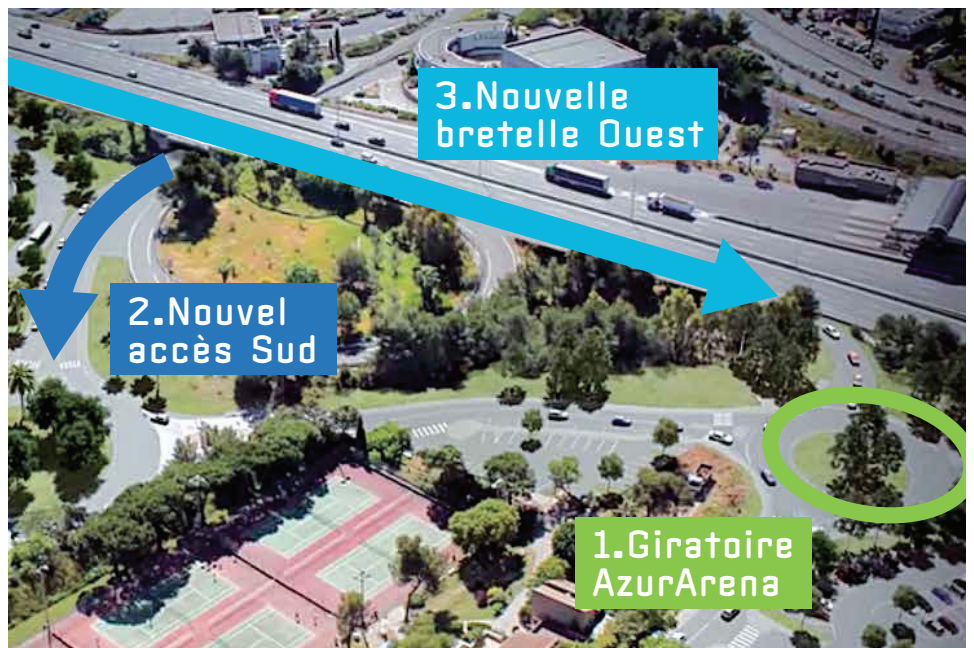 3.Nouvelle
bretelle Ouest
2.Nouvel
accès Sud
1.Giratoire
AzurArena